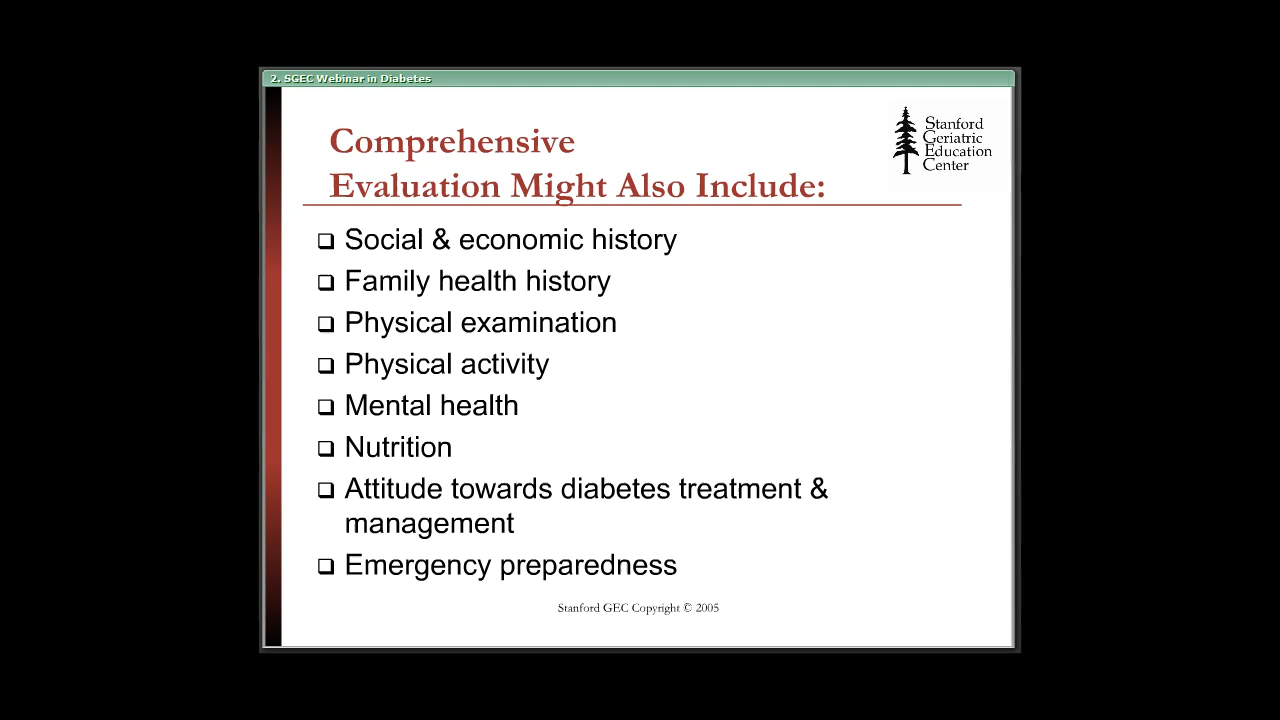 2. SGEC Webinar in Diabetes
Stanford
Geriatric
Education
Center
Comprehensive
Evaluation Might Also Include:
Social & economic history
Family health history
Physical examination
Physical activity
Mental health
Nutrition
Attitude towards diabetes treatment &
management
Emergency preparedness
Stanford GEC Copyright © 2005